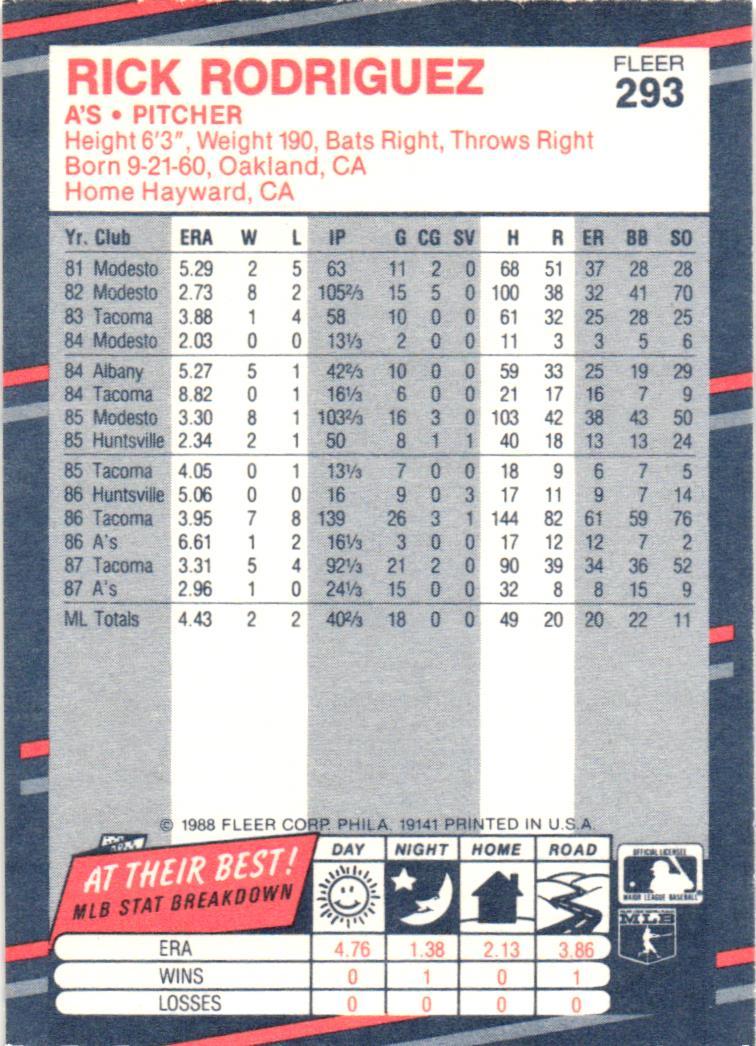 RICK RODRIGUEZ
FLEER
293
A'S • PITCHER
Height 6'3", Weight 190, Bats Right, Throws Right
Born 9-21-60, Oakland, CA
Home Hayward, CA
Yr. Club ERA W L IP G CG SV H R ER BB SO
81 Modesto 5.29 2 5 63 11 2 0 68 51 37 28 28
82 Modesto 2.73 8 2 105⅔ 15 5 0 100 38 32 41 70
83 Tacoma 3.88 1 4 58 10 0 0 61 32 25 28 25
84 Modesto 2.03 0 0 13⅓ 2 0 0 11 3 3 5 6
84 Albany 5.27 5 1 42⅔ 10 0 0 59 33 25 19 29
84 Tacoma 8.82 0 1 16⅓ 6 0 0 21 17 16 7 9
85 Modesto 3.30 8 1 103⅔ 16 3 0 103 42 38 43 50
85 Huntsville 2.34 2 1 50 8 1 1 40 18 13 13 24
85 Tacoma 4.05 0 1 13⅓ 7 0 0 18 9 6 7 5
86 Huntsville 5.06 0 0 16 9 0 3 17 11 9 7 14
86 Tacoma 3.95 7 8 139 26 3 1 144 82 61 59 76
86 A's 6.61 1 2 16⅓ 3 0 0 17 12 12 7 2
87 Tacoma 3.31 5 4 92⅓ 21 2 0 90 39 34 36 52
87 A's 2.96 1 0 24⅓ 15 0 0 32 8 8 15 9
ML Totals 4.43 2 2 40⅔ 18 0 0 49 20 20 22 11
© 1988 FLEER CORP. PHILA. 19141 PRINTED IN U.S.A.
AT THEIR BEST!
MLB STAT BREAKDOWN
DAY NIGHT HOME ROAD
OFFICIAL LICENSEE
MAJOR LEAGUE BASEBALL
MLB
ERA 4.76 1.38 2.13 3.86
WINS 0 1 0 1
LOSSES 0 0 0 0